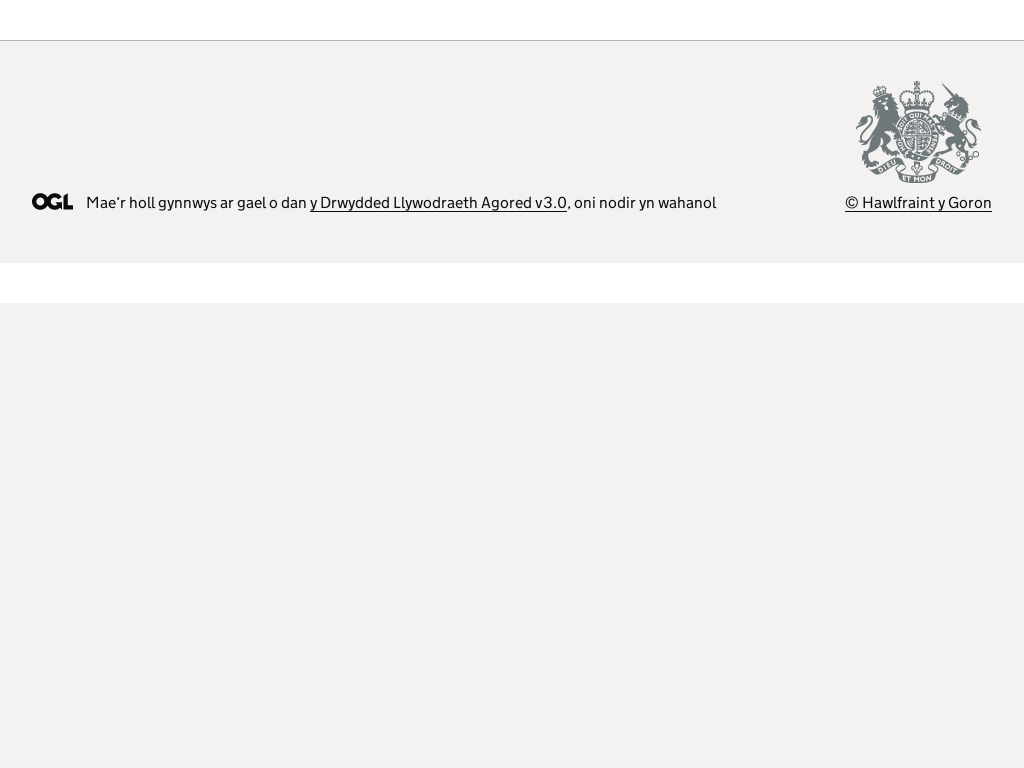 OGL Mae'r holl gynnwys ar gael o dan y Drwydded Llywodraeth Agored v3.0, oni nodir yn wahanol
© Hawlfraint y Goron
DIEU ET MON DROIT